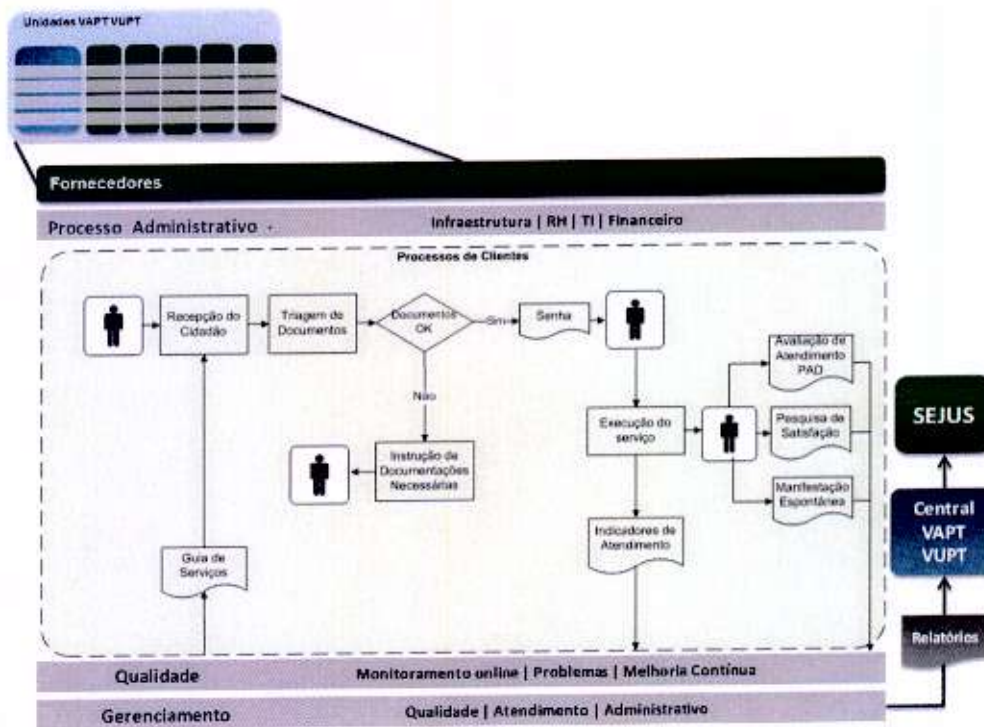 Unidades VAPT VUPT
Fornecedores
Processo Administrativo -
Infraestrutura | RH | TI | Financeiro
Processos de Clientes
Recepção do
Cidadão
Triagem de
Documentos
Documentos
OK
Sim
Senha
Não
Instrução de
Documentações
Necessárias
Execução do
serviço
Avaliação de
Atendimento
PAD
Pesquisa de
Satisfação
Manifestação
Espontânea
Indicadores de
Atendimento
Guia de
Serviços
SEJUS
Central
VAPT
VUPT
Relatórios
Qualidade
Monitoramento online | Problemas | Melhoria Contínua
Gerenciamento
Qualidade | Atendimento | Administrativo